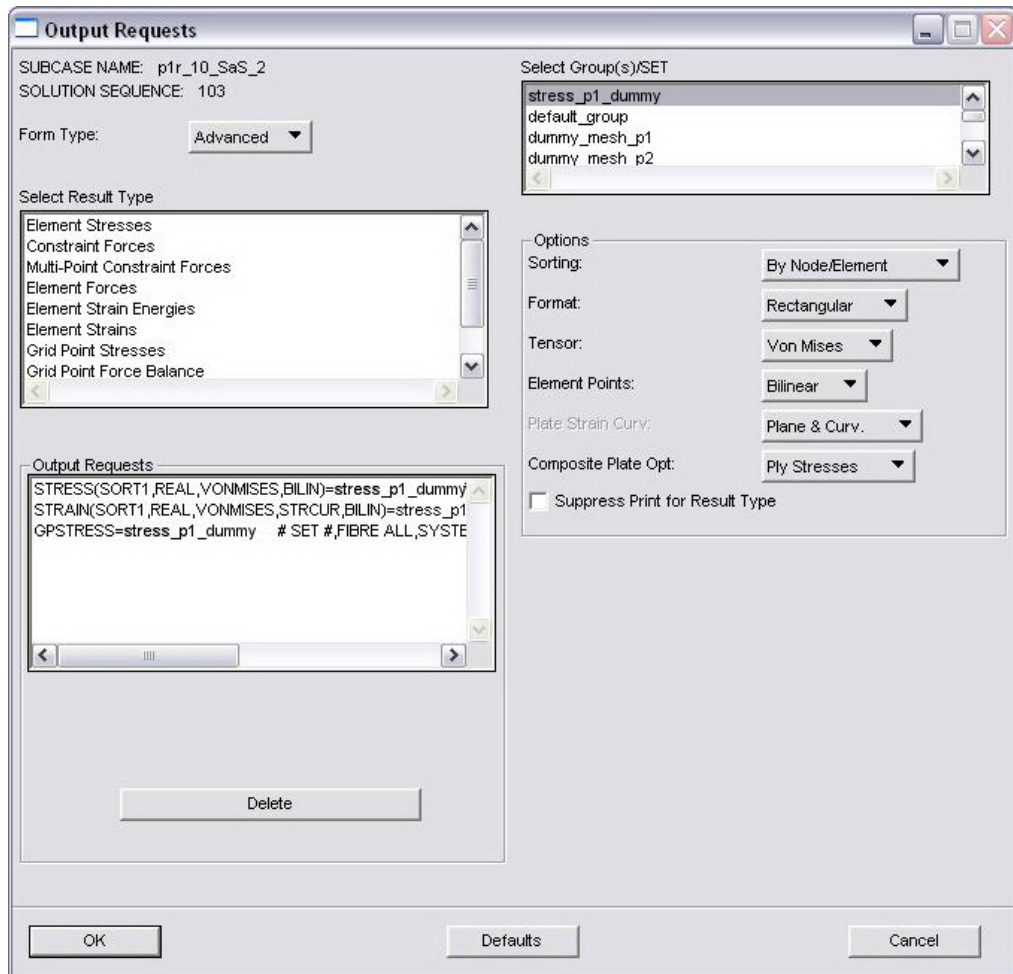 Output Requests
SUBCASE NAME: p1r_10_SaS_2
SOLUTION SEQUENCE: 103
Form Type: Advanced
Select Result Type
Element Stresses
Constraint Forces
Multi-Point Constraint Forces
Element Forces
Element Strain Energies
Element Strains
Grid Point Stresses
Grid Point Force Balance
Output Requests
STRESS(SORT1,REAL,VONMISES,BILIN)=stress_p1_dummy
STRAIN(SORT1,REAL,VONMISES,STRCUR,BILIN)=stress_p1
GPSTRESS=stress_p1_dummy # SET #,FIBRE ALL,SYSTE
Delete
Select Group(s)/SET
stress_p1_dummy
default_group
dummy_mesh_p1
dummy_mesh_p2
Options
Sorting: By Node/Element
Format: Rectangular
Tensor: Von Mises
Element Points: Bilinear
Plate Strain Curv: Plane & Curv.
Composite Plate Opt: Ply Stresses
Suppress Print for Result Type
OK
Defaults
Cancel